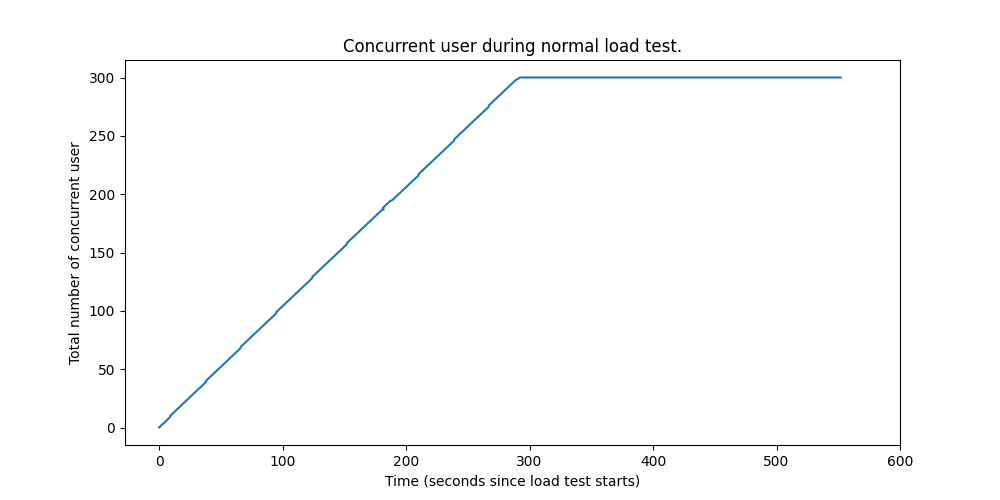 Concurrent user during normal load test.
300
250
200
150
100
50
0
Total number of concurrent user
0 100 200 300 400 500 600
Time (seconds since load test starts)